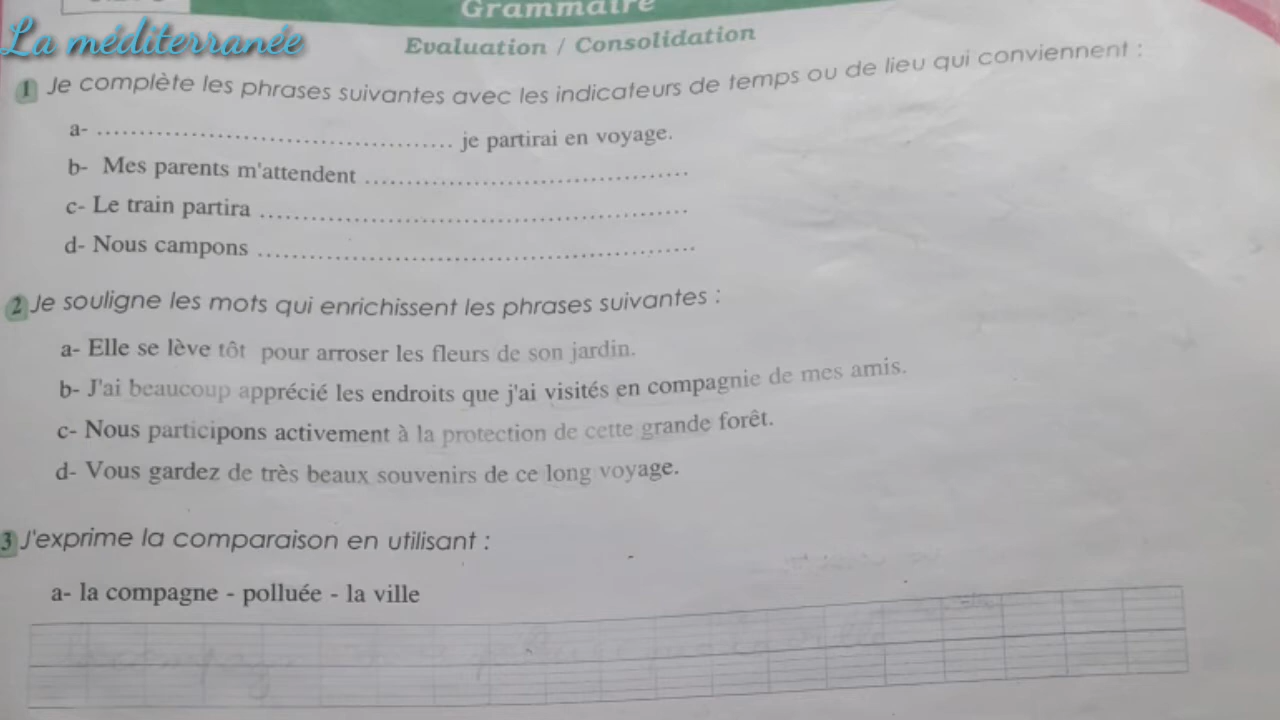 Grammaire
La méditerranée
Evaluation / Consolidation
1 Je complète les phrases suivantes avec les indicateurs de temps ou de lieu qui conviennent :
a- .......................................... je partirai en voyage.
b- Mes parents m'attendent ......................................
c- Le train partira ..................................................
d- Nous campons ...................................................
2 Je souligne les mots qui enrichissent les phrases suivantes :
a- Elle se lève tôt pour arroser les fleurs de son jardin.
b- J'ai beaucoup apprécié les endroits que j'ai visités en compagnie de mes amis.
c- Nous participons activement à la protection de cette grande forêt.
d- Vous gardez de très beaux souvenirs de ce long voyage.
3 J'exprime la comparaison en utilisant :
a- la compagne - polluée - la ville